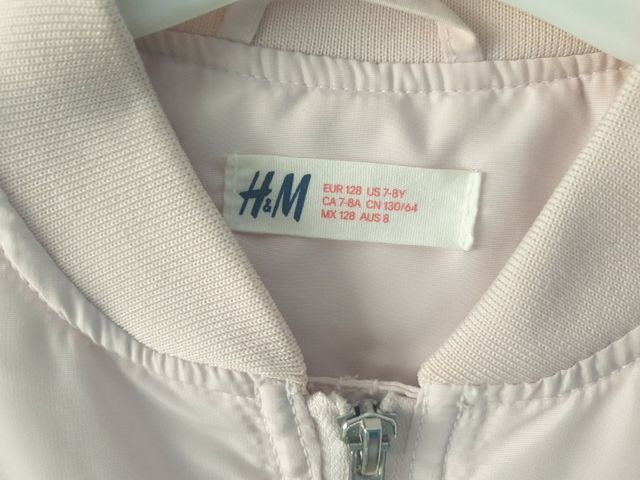 H&M
EUR 128 US 7-8Y
CA 7-8A CN 130/64
MX 128 AUS 8